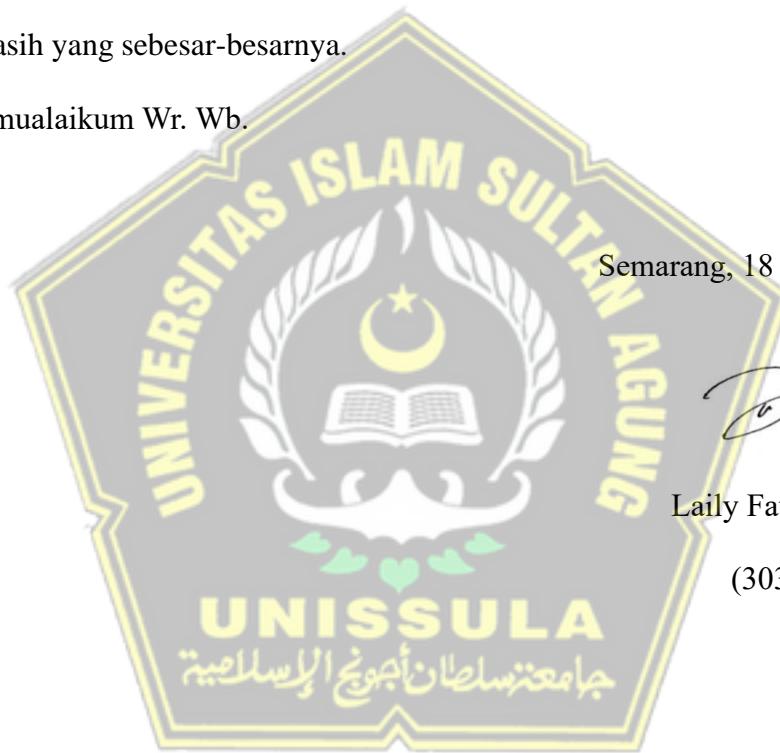 asih yang sebesar-besarnya.
mualaikum Wr. Wb.
UNIVERSITAS ISLAM SULTAN AGUNG
Semarang, 18
Laily Fa
(303
UNISSULA
جامعة سلطان أجونج الإسلامية